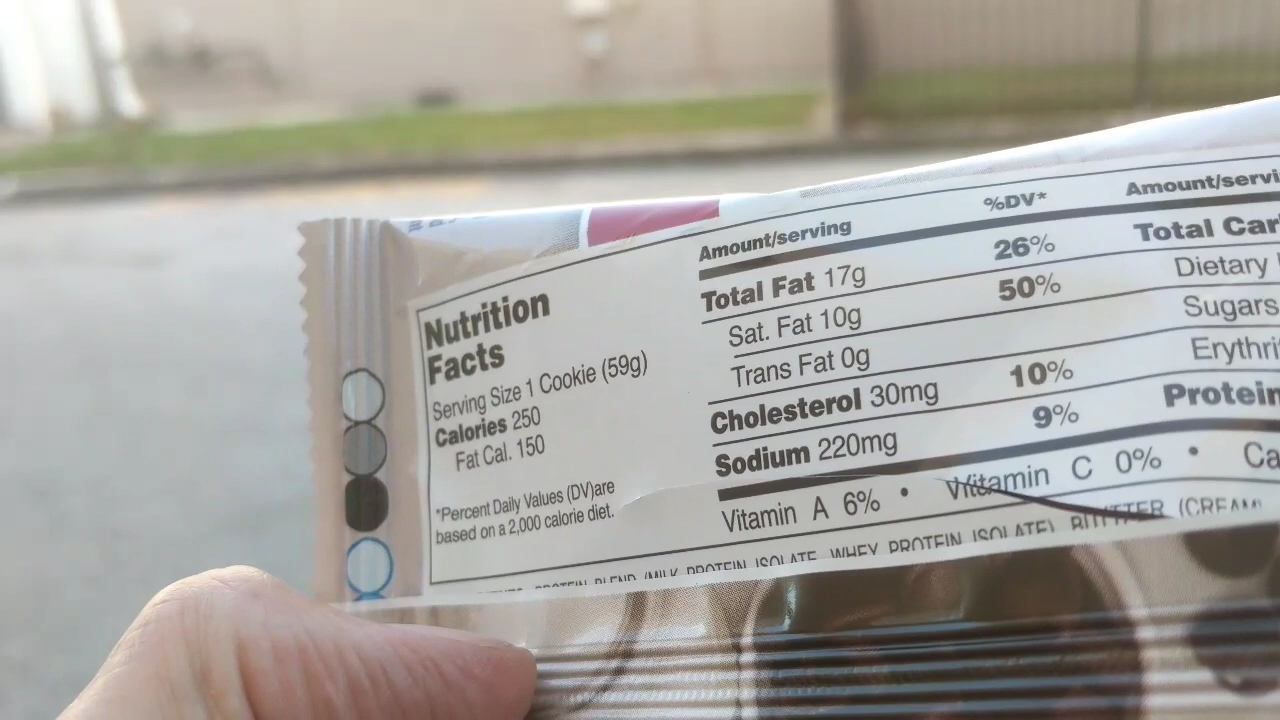 Nutrition
Facts
Serving Size 1 Cookie (59g)
Calories 250
Fat Cal. 150
*Percent Daily Values (DV)are
based on a 2,000 calorie diet.
Amount/serving %DV*
Total Fat 17g 26%
Sat. Fat 10g 50%
Trans Fat 0g
Cholesterol 30mg 10%
Sodium 220mg 9%
Amount/servi
Total Car
Dietary
Sugars
Erythri
Protein
Vitamin A 6% • Vitamin C 0% • Ca
PROTEIN BLEND (MILK PROTEIN ISOLATE, WHEY PROTEIN ISOLATE), BUTTER (CREAM